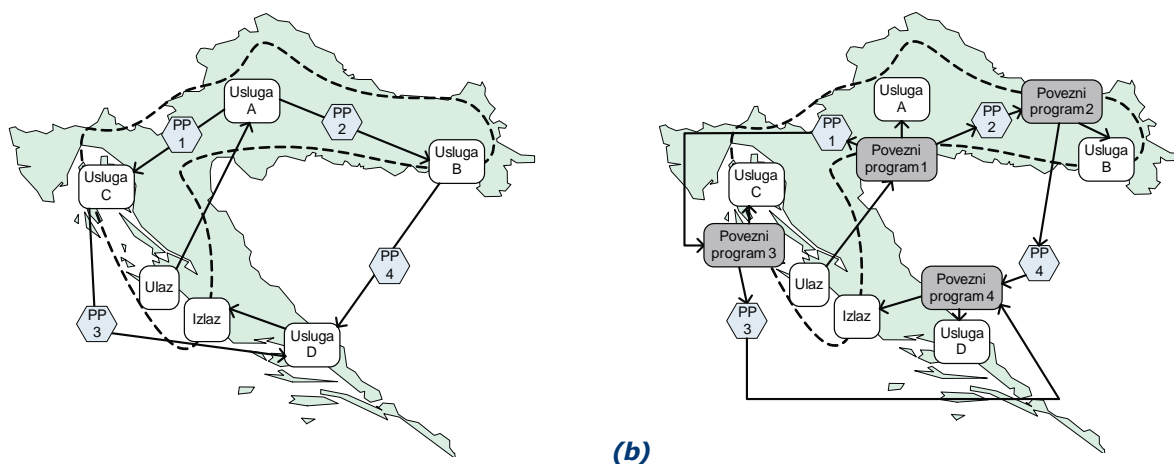 Usluga
A
PP
1
PP
2
Usluga
B
Usluga
C
PP
4
Ulaz
Izlaz
PP
3
Usluga
D
Usluga
A
Povezni
program 2
PP
2
PP
1
Povezni
program 1
Usluga
B
Usluga
C
Povezni
program 3
PP
4
Ulaz
Povezni
program 4
PP
3
Izlaz
Usluga
D
(b)